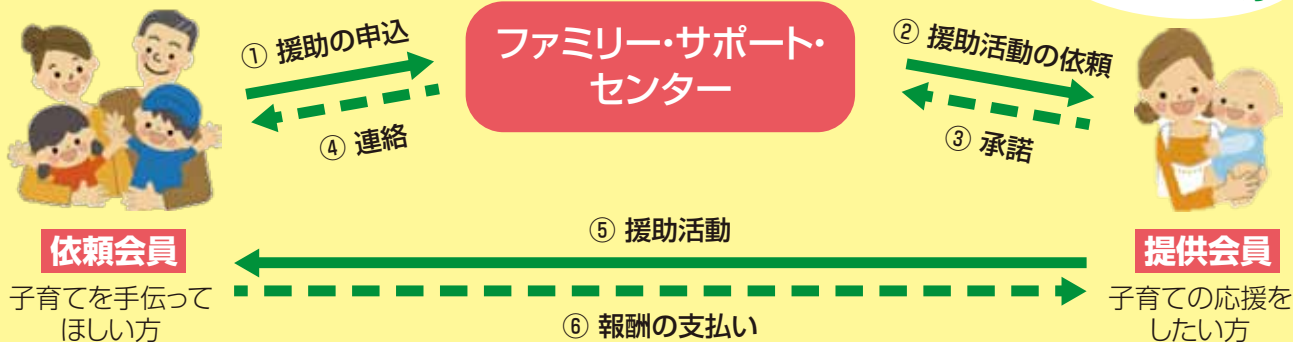 ① 援助の申込
ファミリー・サポート・
センター
② 援助活動の依頼
④ 連絡
③ 承諾
⑤ 援助活動
依頼会員
提供会員
子育てを手伝って
ほしい方
⑥ 報酬の支払い
子育ての応援を
したい方